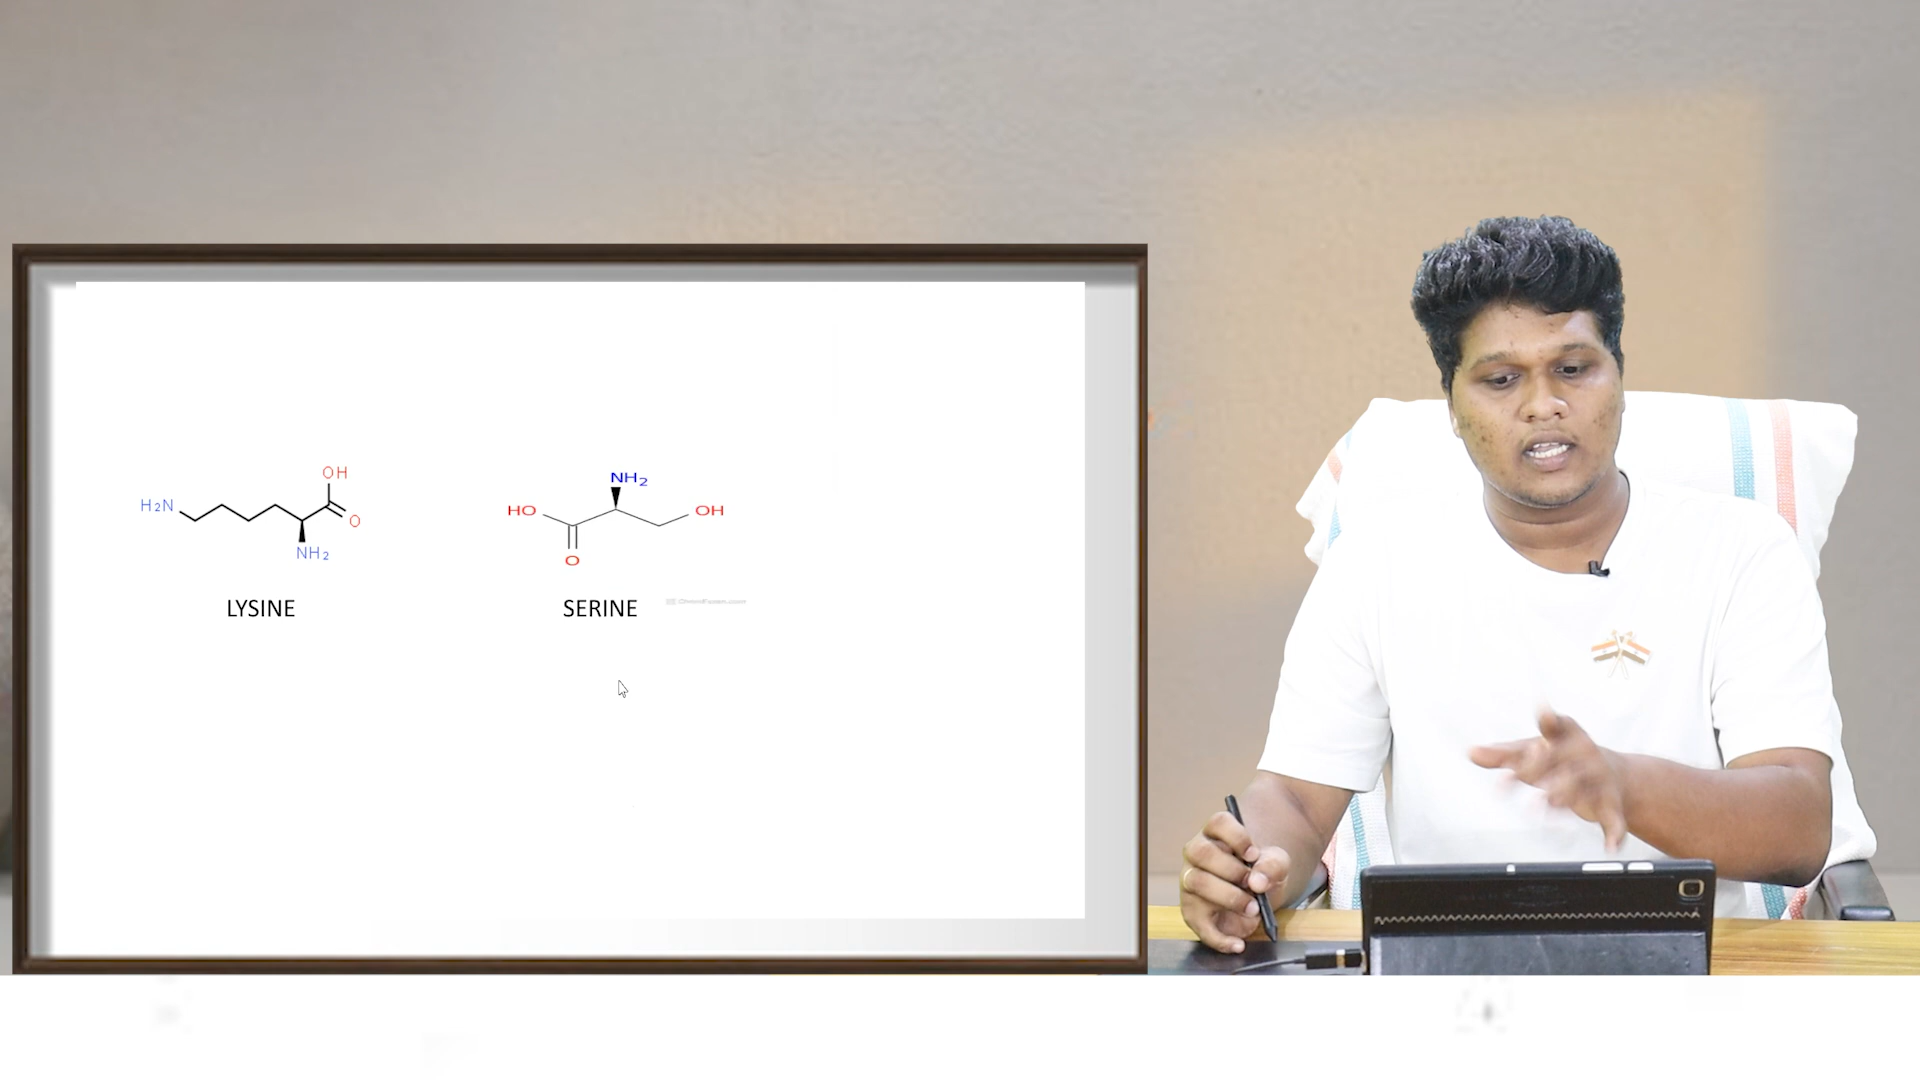 OH
H₂N
O
NH₂
LYSINE
NH₂
HO
OH
O
SERINE